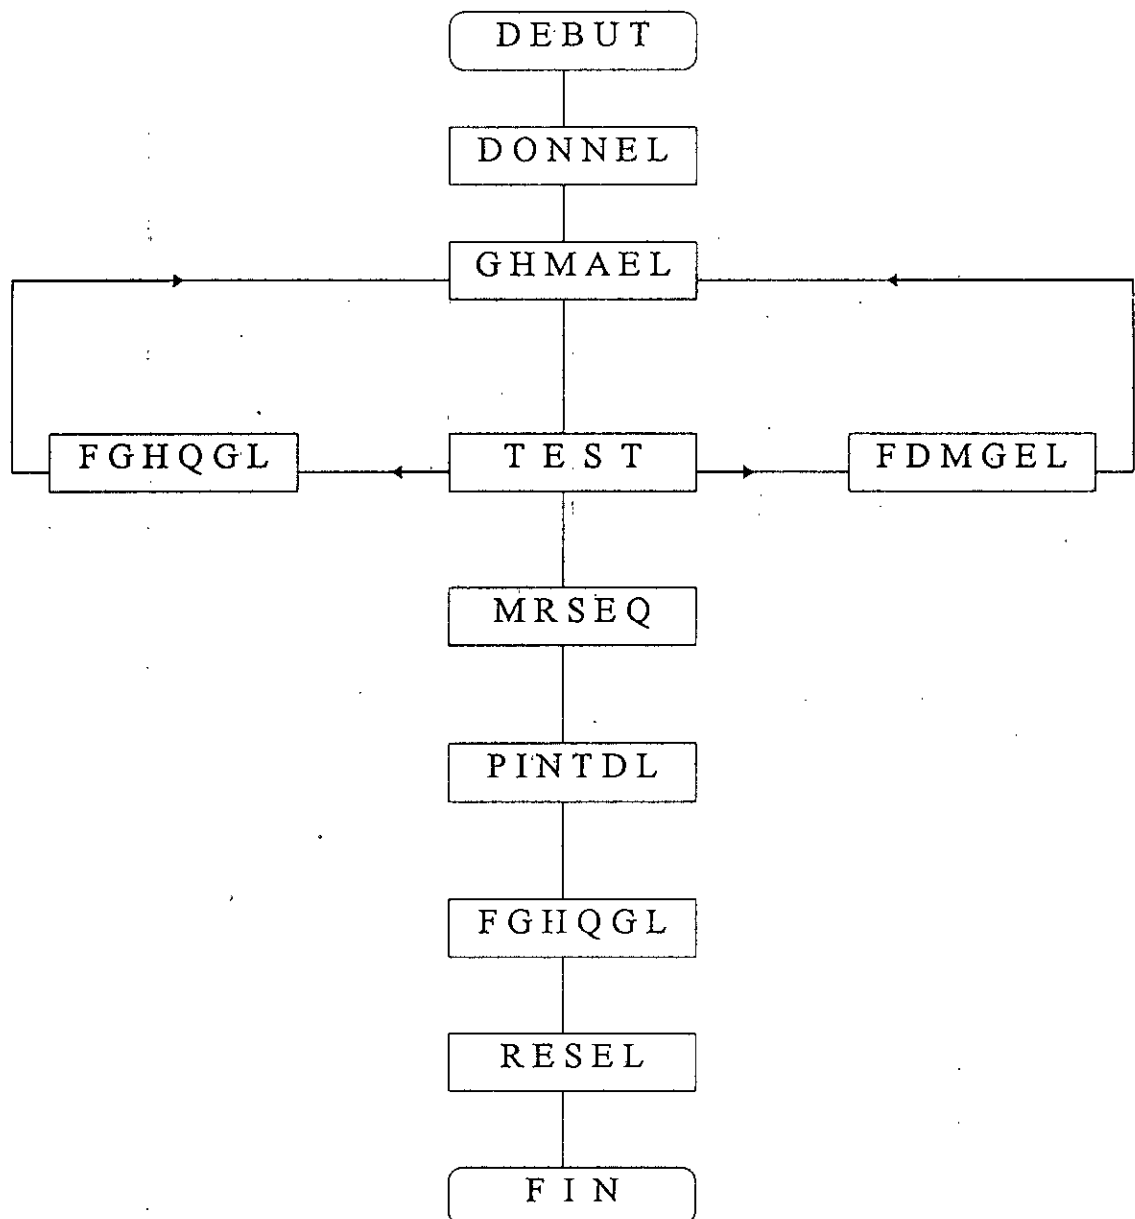 DEBUT
DONNEL
GHMAEL
FGHQGL
TEST
FDMGEL
MRSEQ
PINTDL
FGHQGL
RESEL
FIN